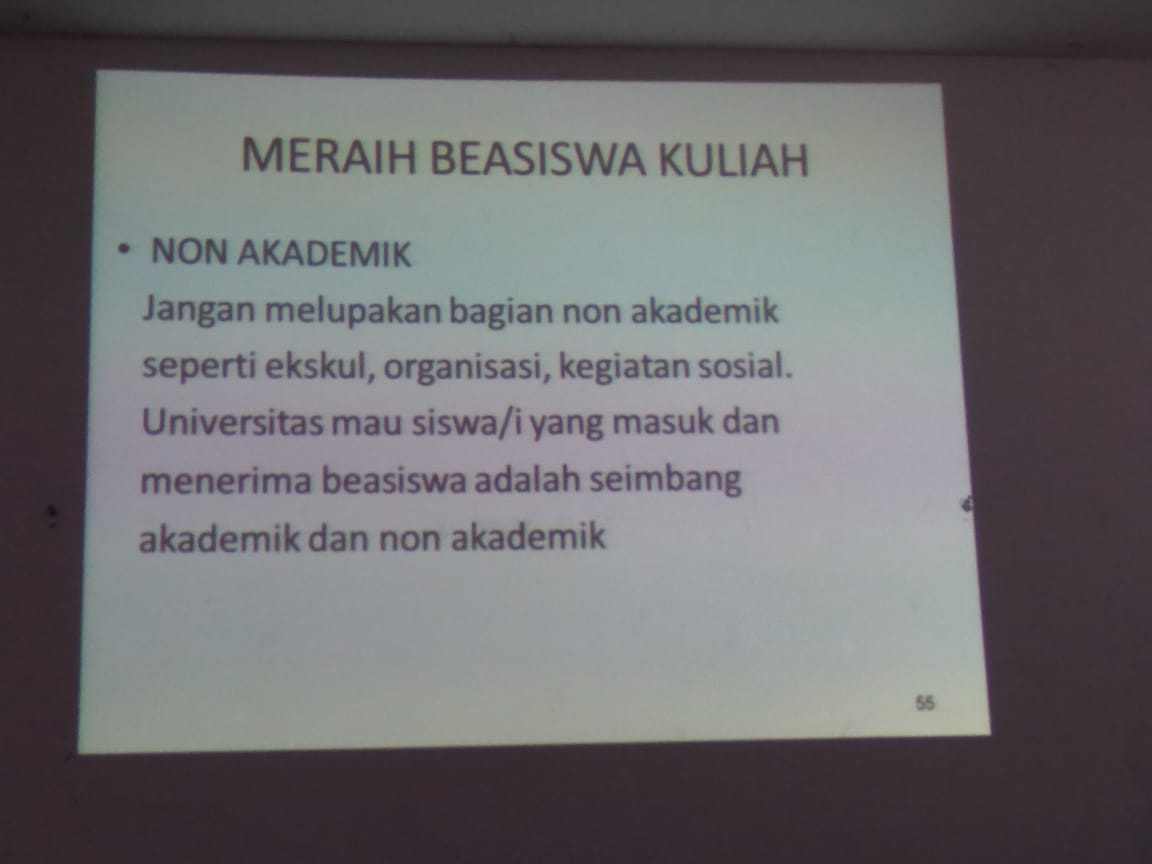 MERAIH BEASISWA KULIAH
• NON AKADEMIK
Jangan melupakan bagian non akademik
seperti ekskul, organisasi, kegiatan sosial.
Universitas mau siswa/i yang masuk dan
menerima beasiswa adalah seimbang
akademik dan non akademik
55